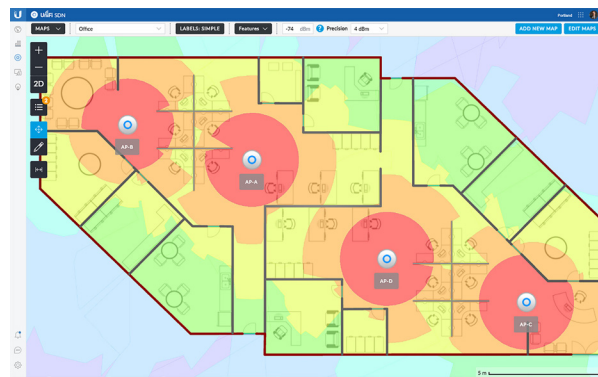 U UniFi SDN
Portland
MAPS Office LABELS: SIMPLE Features -74 dBm ? Precision 4 dBm ADD NEW MAP EDIT MAPS
2D
AP-B
AP-A
AP-D
AP-C
5 m